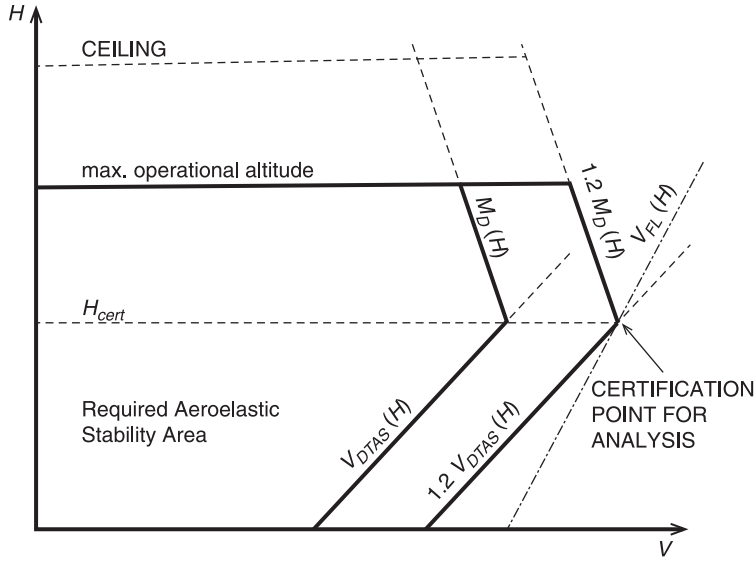 H
CEILING
max. operational altitude
1.2 M_D (H)
M_D (H)
V_FL (H)
H_cert
CERTIFICATION
POINT FOR
ANALYSIS
Required Aeroelastic
Stability Area
V_DTAS (H)
1.2 V_DTAS (H)
V